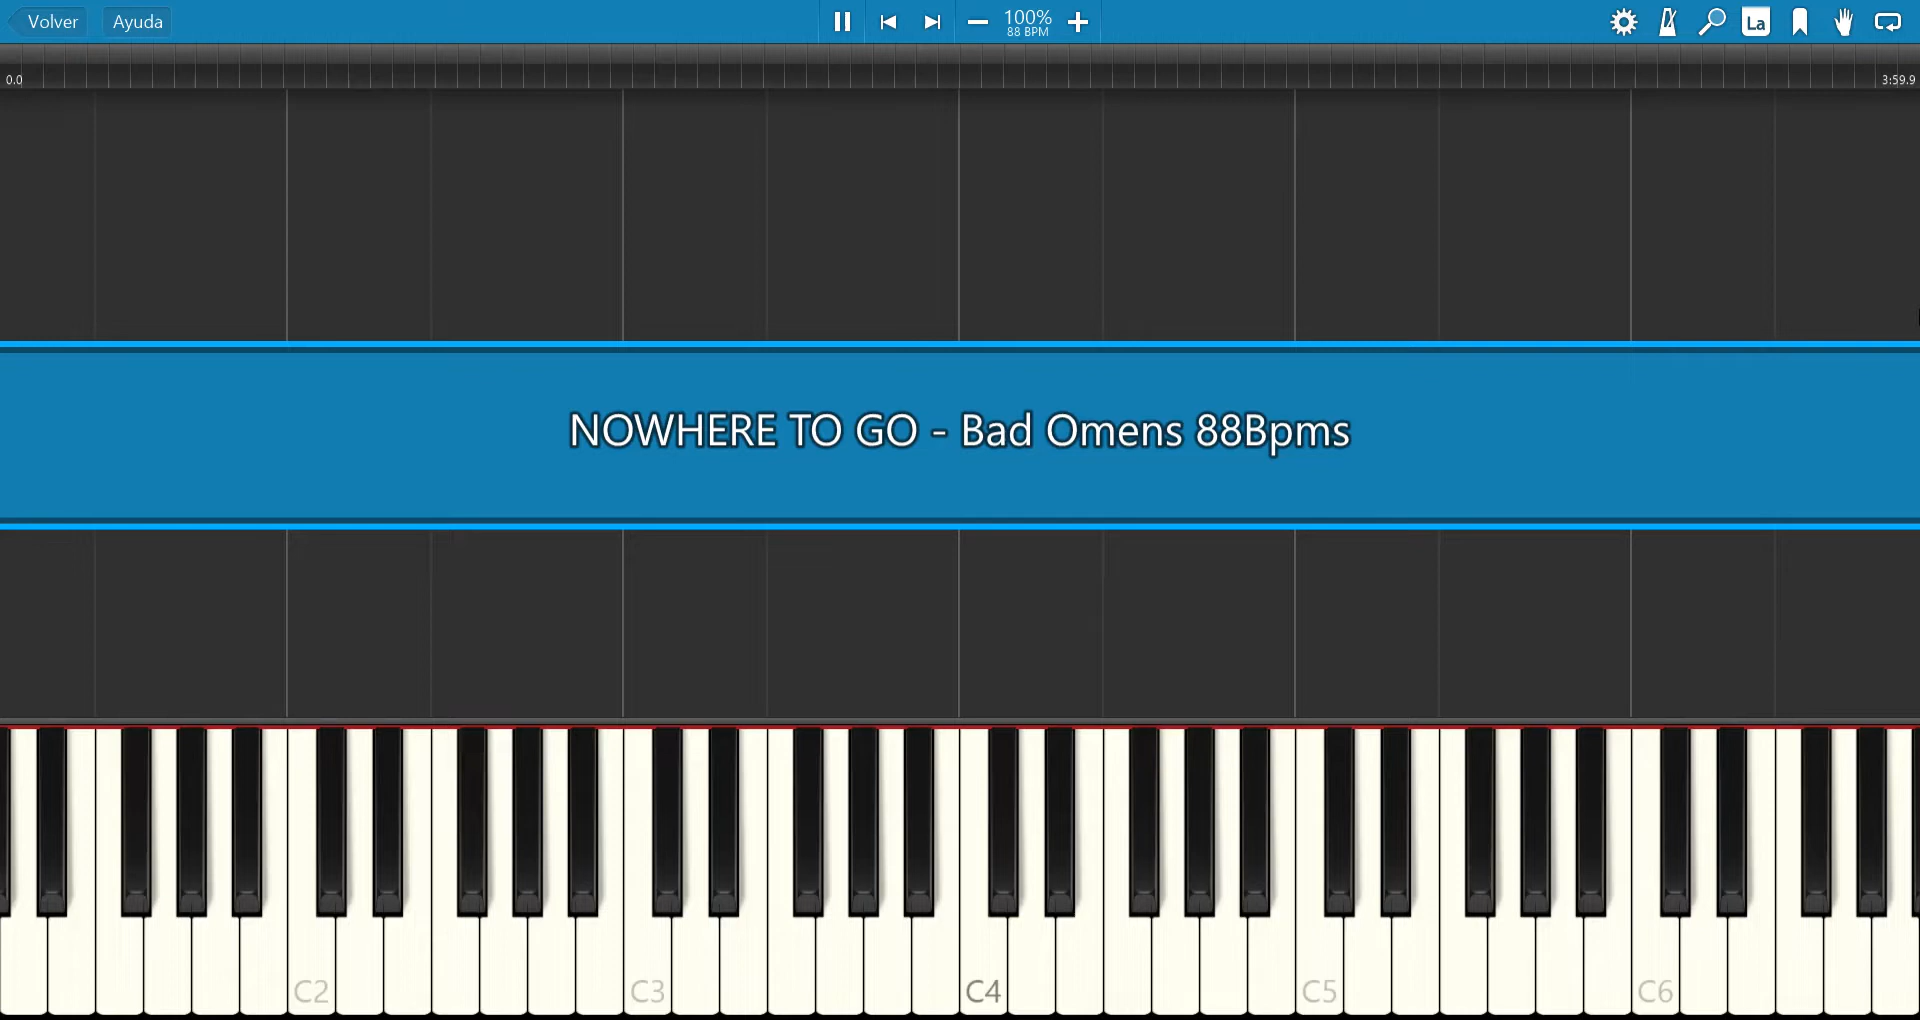 Volver
Ayuda
100%
88 BPM
La
0.0
3:59.9
NOWHERE TO GO - Bad Omens 88Bpms
C2
C3
C4
C5
C6